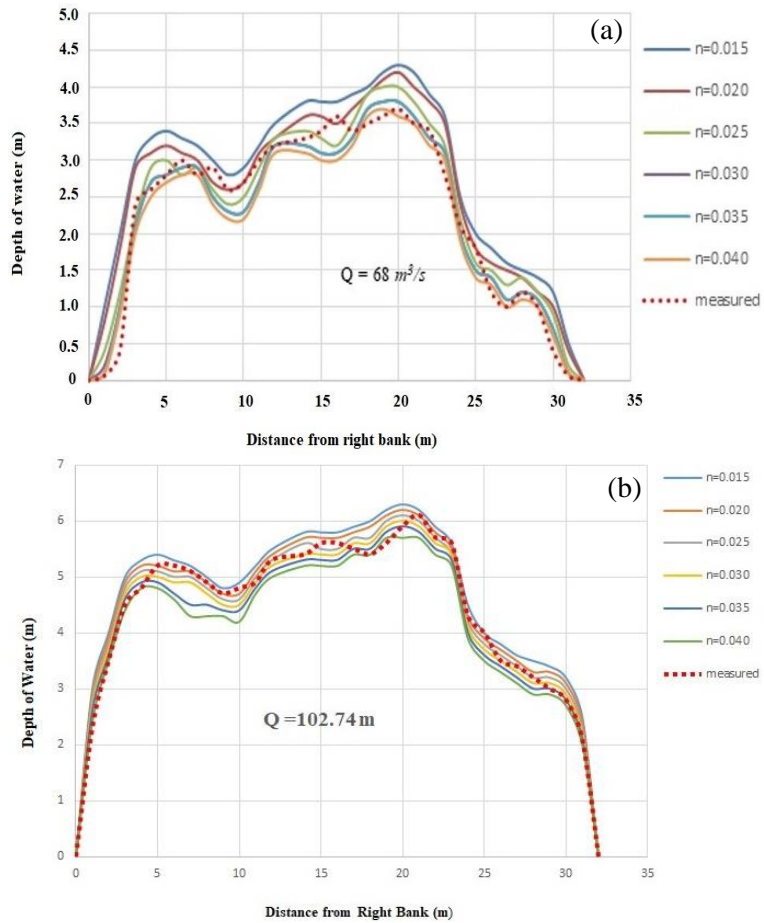 (a)
5.0
4.5
4.0
3.5
3.0
2.5
2.0
1.5
1.0
0.5
0
Depth of water (m)
Q = 68 m³/s
0 5 10 15 20 25 30 35
Distance from right bank (m)
n=0.015
n=0.020
n=0.025
n=0.030
n=0.035
n=0.040
measured
(b)
7
6
5
4
3
2
1
0
Depth of Water (m)
Q =102.74 m
0 5 10 15 20 25 30 35
Distance from Right Bank (m)
n=0.015
n=0.020
n=0.025
n=0.030
n=0.035
n=0.040
measured